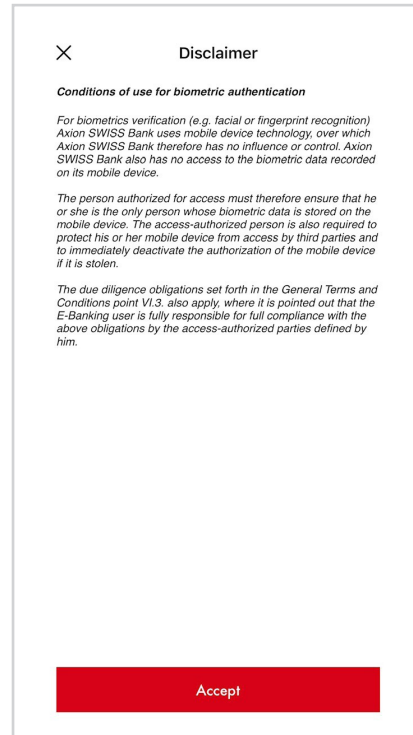 Disclaimer
Conditions of use for biometric authentication
For biometrics verification (e.g. facial or fingerprint recognition)
Axion SWISS Bank uses mobile device technology, over which
Axion SWISS Bank therefore has no influence or control. Axion
SWISS Bank also has no access to the biometric data recorded
on its mobile device.
The person authorized for access must therefore ensure that he
or she is the only person whose biometric data is stored on the
mobile device. The access-authorized person is also required to
protect his or her mobile device from access by third parties and
to immediately deactivate the authorization of the mobile device
if it is stolen.
The due diligence obligations set forth in the General Terms and
Conditions point VI.3. also apply, where it is pointed out that the
E-Banking user is fully responsible for full compliance with the
above obligations by the access-authorized parties defined by
him.
Accept